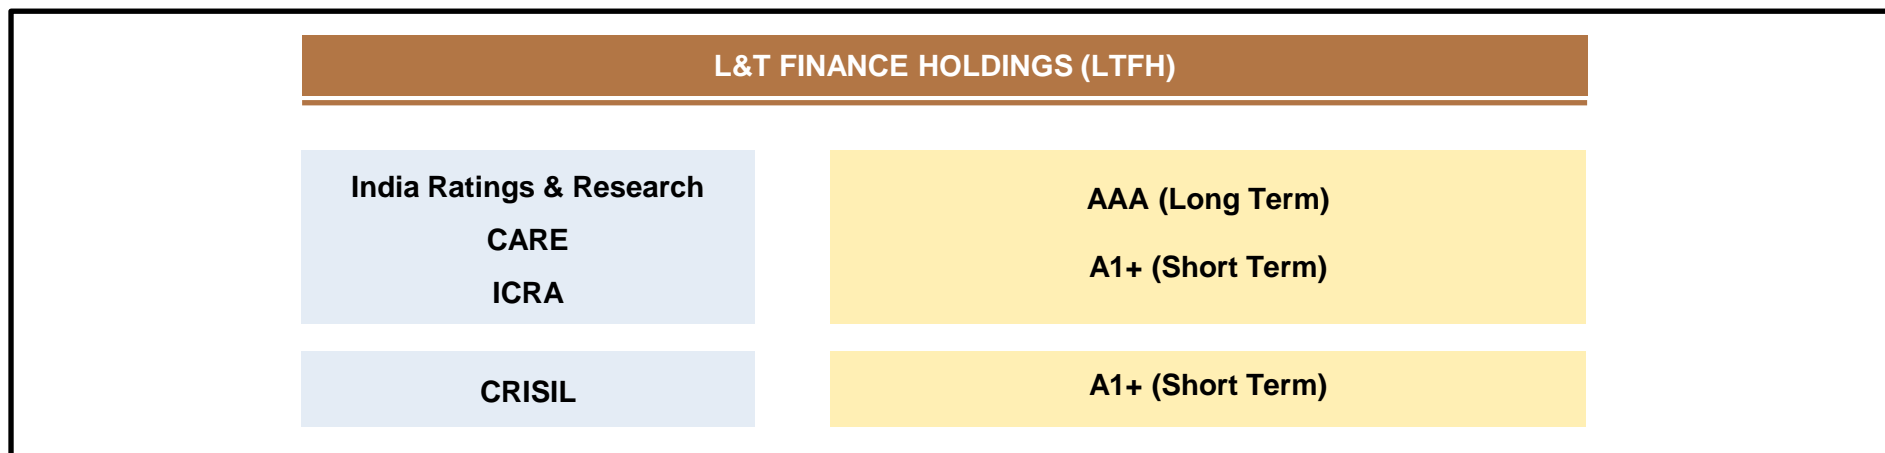 L&T FINANCE HOLDINGS (LTFH)
India Ratings & Research
CARE
ICRA
AAA (Long Term)
A1+ (Short Term)
CRISIL
A1+ (Short Term)